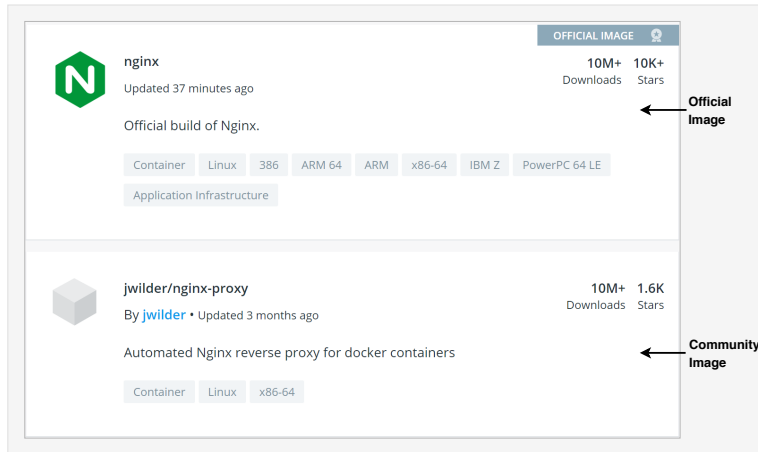 OFFICIAL IMAGE
N
nginx
10M+ 10K+
Updated 37 minutes ago
Downloads Stars
Official
Image
Official build of Nginx.
Container Linux 386 ARM 64 ARM x86-64 IBM Z PowerPC 64 LE
Application Infrastructure
jwilder/nginx-proxy
10M+ 1.6K
By jwilder • Updated 3 months ago
Downloads Stars
Automated Nginx reverse proxy for docker containers
Community
Image
Container Linux x86-64